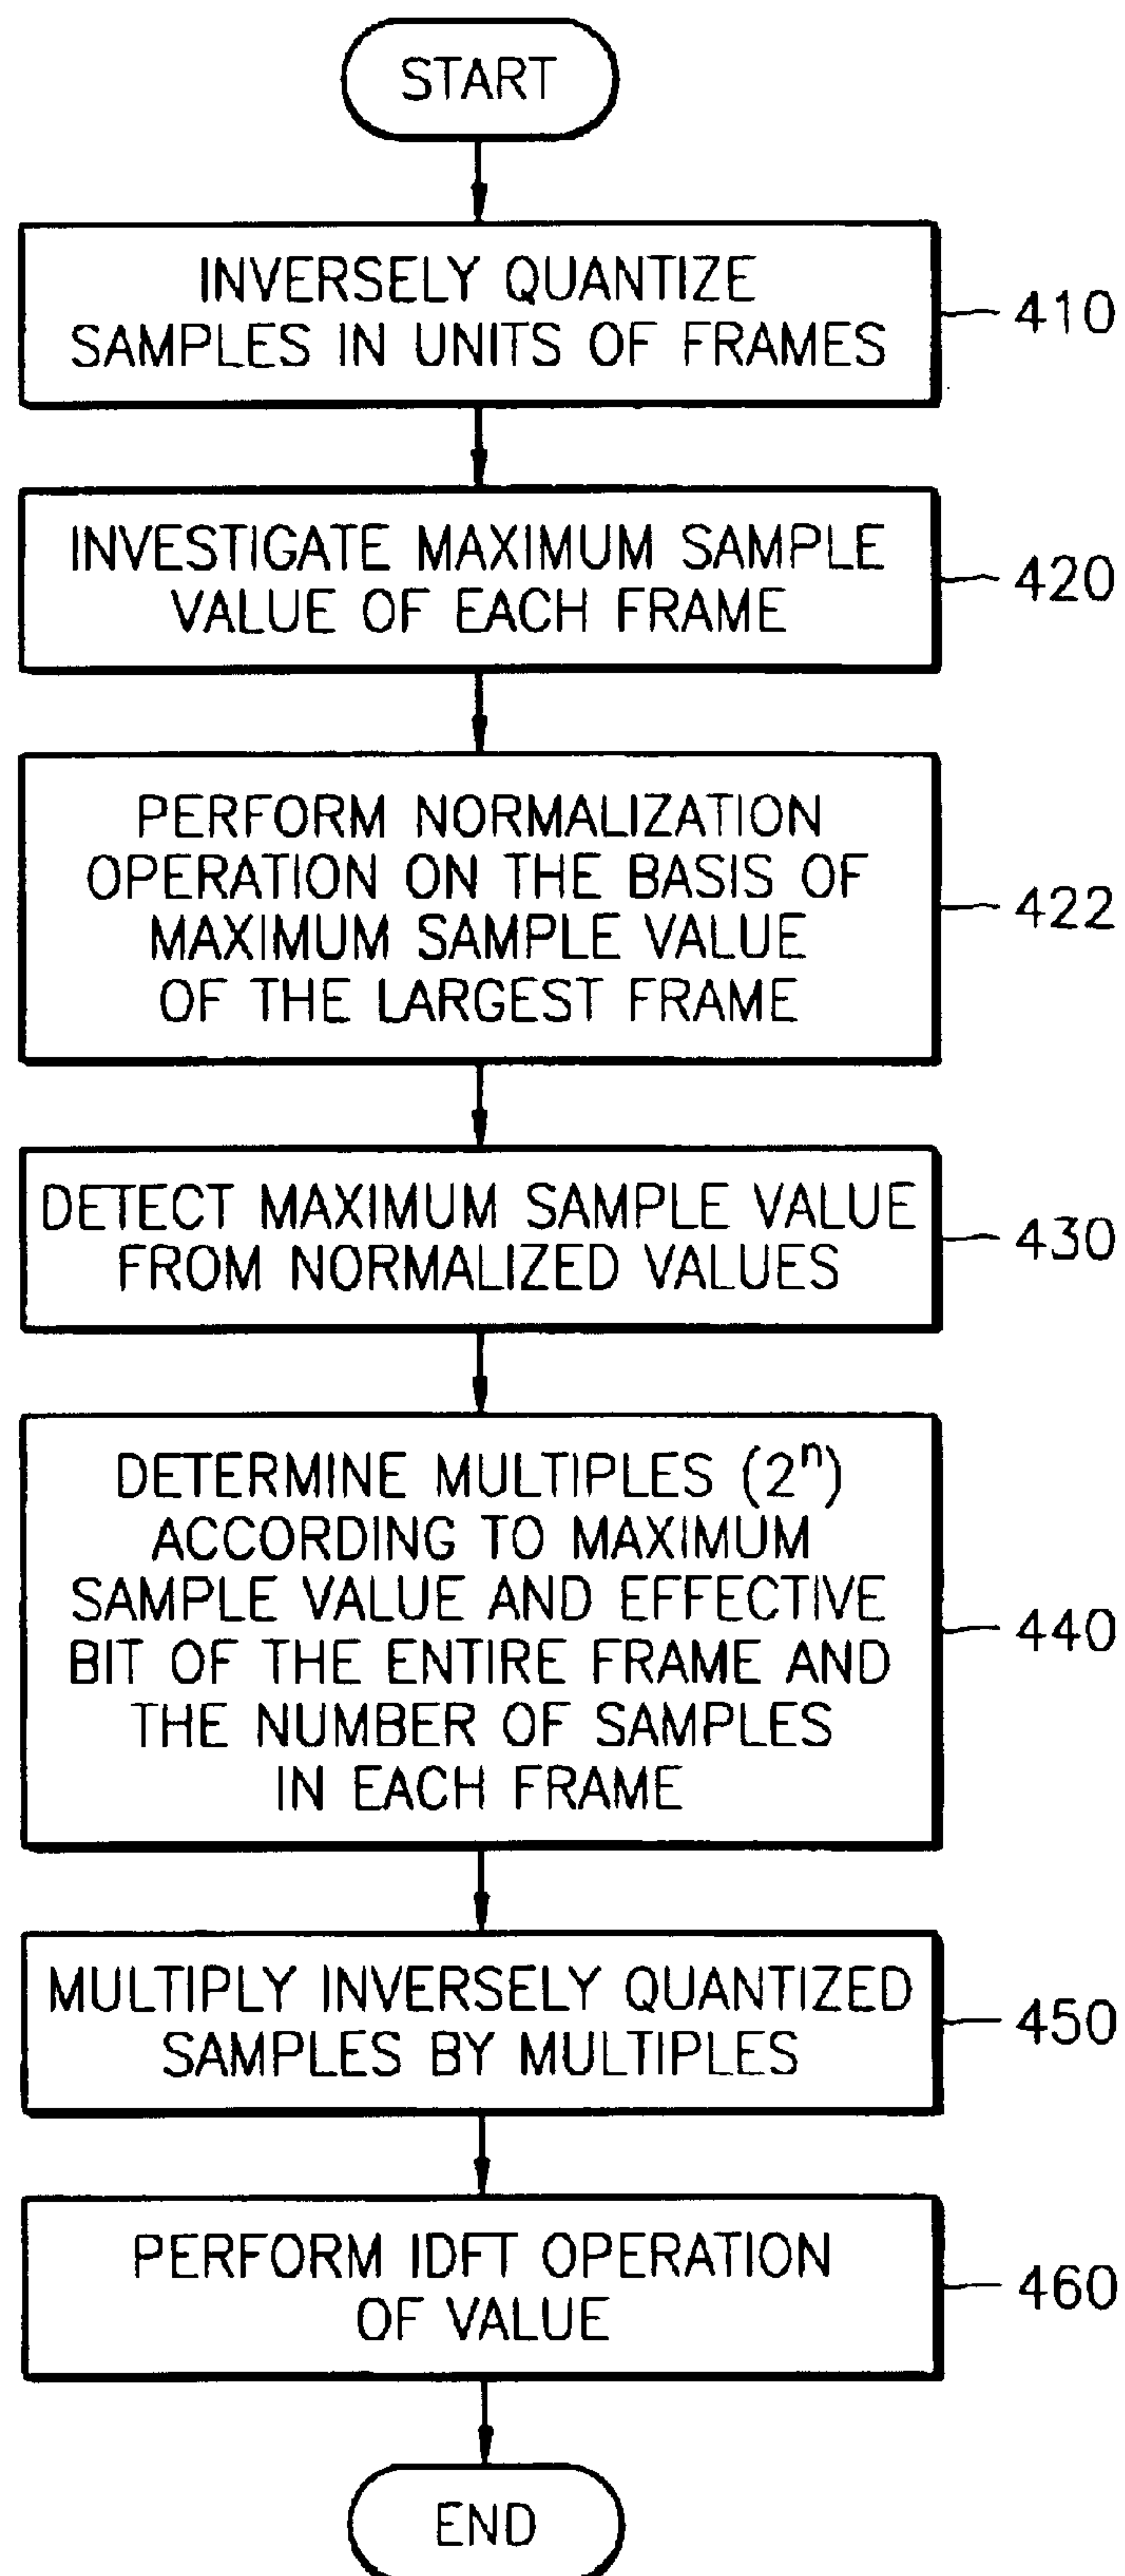 START
INVERSELY QUANTIZE
SAMPLES IN UNITS OF FRAMES
410
INVESTIGATE MAXIMUM SAMPLE
VALUE OF EACH FRAME
420
PERFORM NORMALIZATION
OPERATION ON THE BASIS OF
MAXIMUM SAMPLE VALUE
OF THE LARGEST FRAME
422
DETECT MAXIMUM SAMPLE VALUE
FROM NORMALIZED VALUES
430
DETERMINE MULTIPLES (2ⁿ)
ACCORDING TO MAXIMUM
SAMPLE VALUE AND EFFECTIVE
BIT OF THE ENTIRE FRAME AND
THE NUMBER OF SAMPLES
IN EACH FRAME
440
MULTIPLY INVERSELY QUANTIZED
SAMPLES BY MULTIPLES
450
PERFORM IDFT OPERATION
OF VALUE
460
END